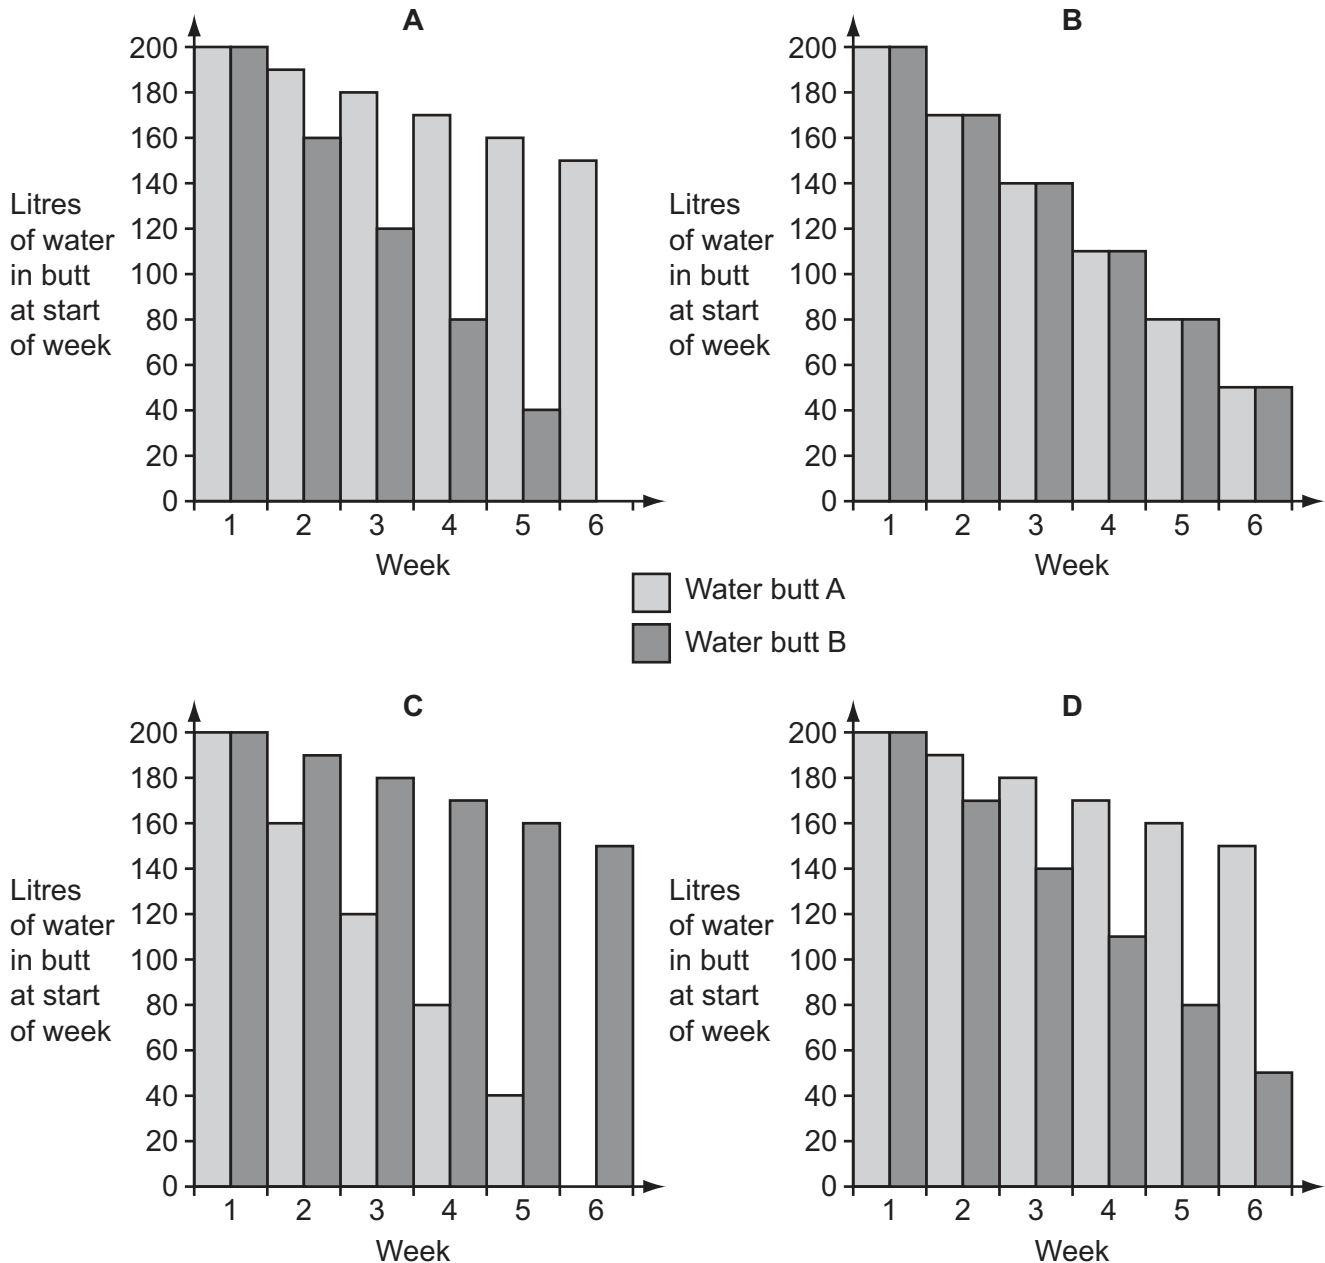 A
200
180
160
140
120
100
80
60
40
20
0
Litres
of water
in butt
at start
of week
1 2 3 4 5 6
Week
B
200
180
160
140
120
100
80
60
40
20
0
Litres
of water
in butt
at start
of week
1 2 3 4 5 6
Week
Water butt A
Water butt B
C
200
180
160
140
120
100
80
60
40
20
0
Litres
of water
in butt
at start
of week
1 2 3 4 5 6
Week
D
200
180
160
140
120
100
80
60
40
20
0
Litres
of water
in butt
at start
of week
1 2 3 4 5 6
Week